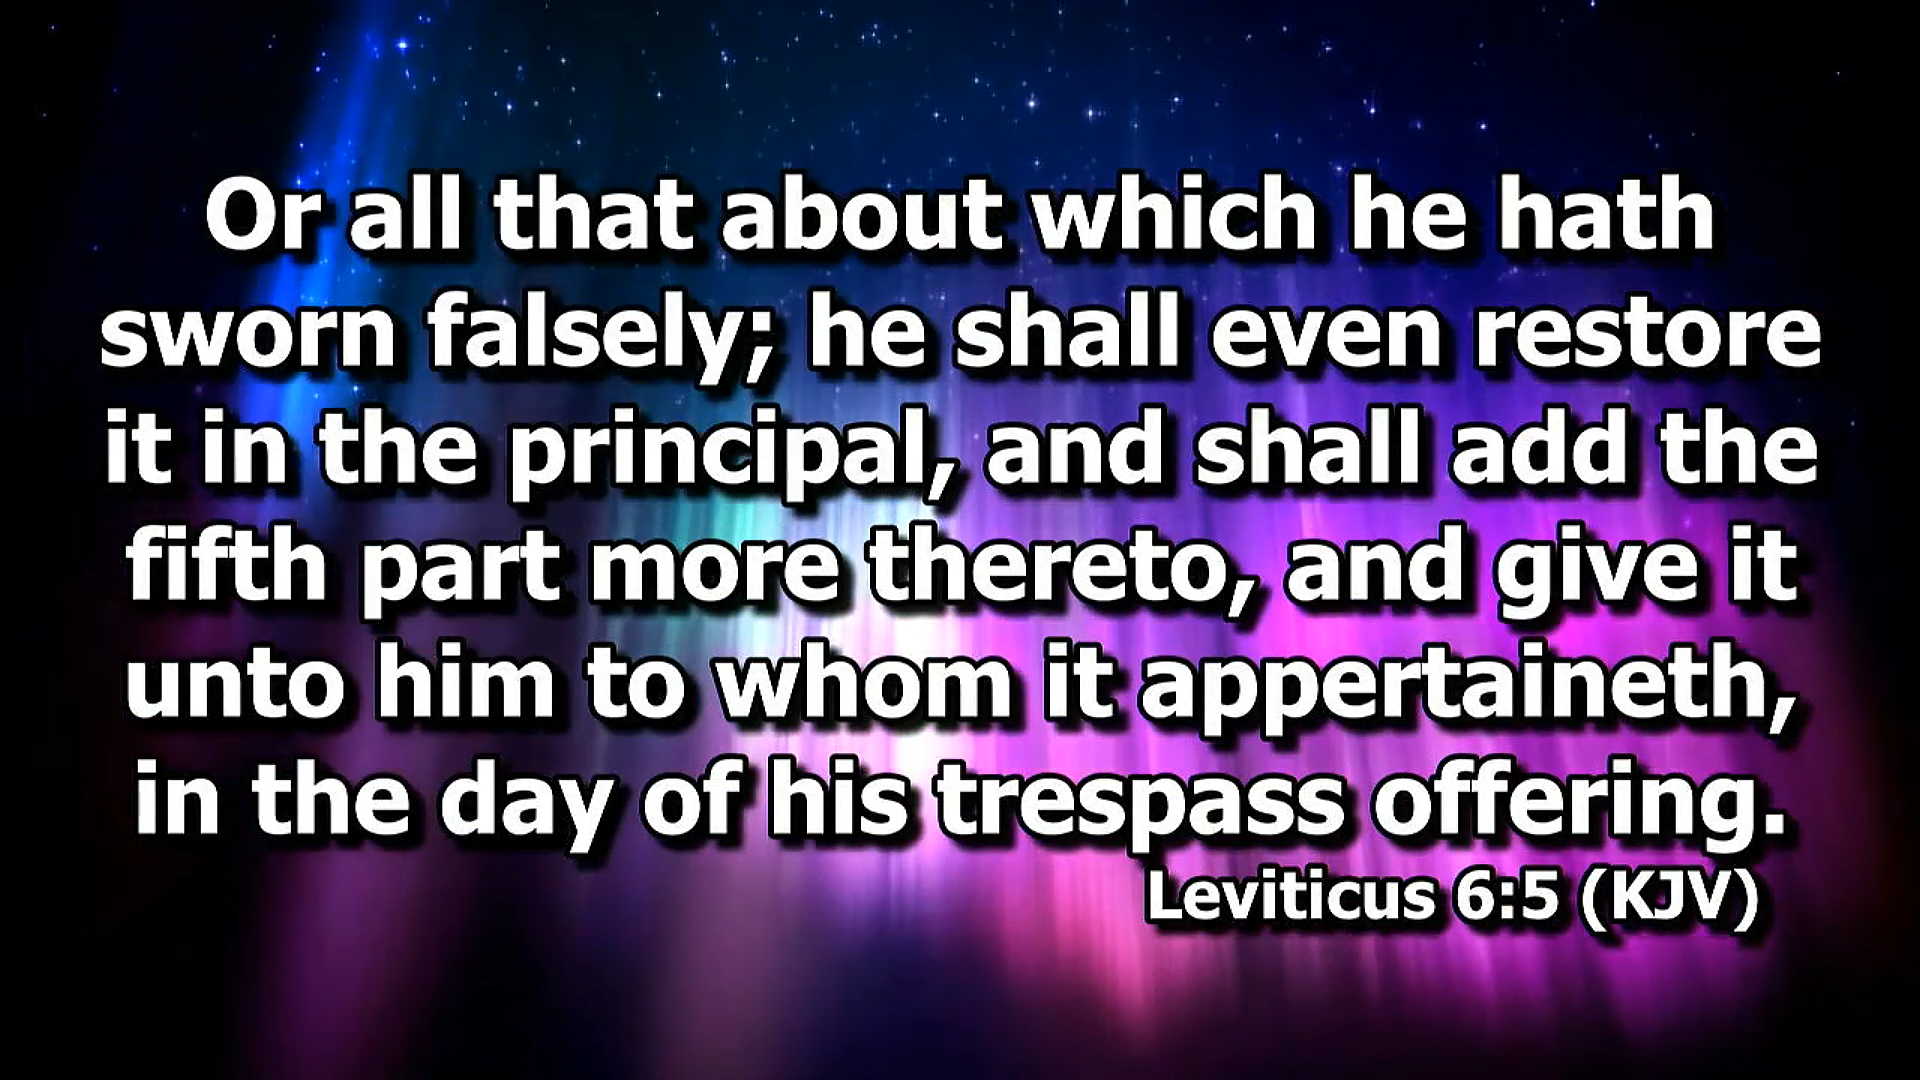 Or all that about which he hath
sworn falsely; he shall even restore
it in the principal, and shall add the
fifth part more thereto, and give it
unto him to whom it appertaineth,
in the day of his trespass offering.
Leviticus 6:5 (KJV)